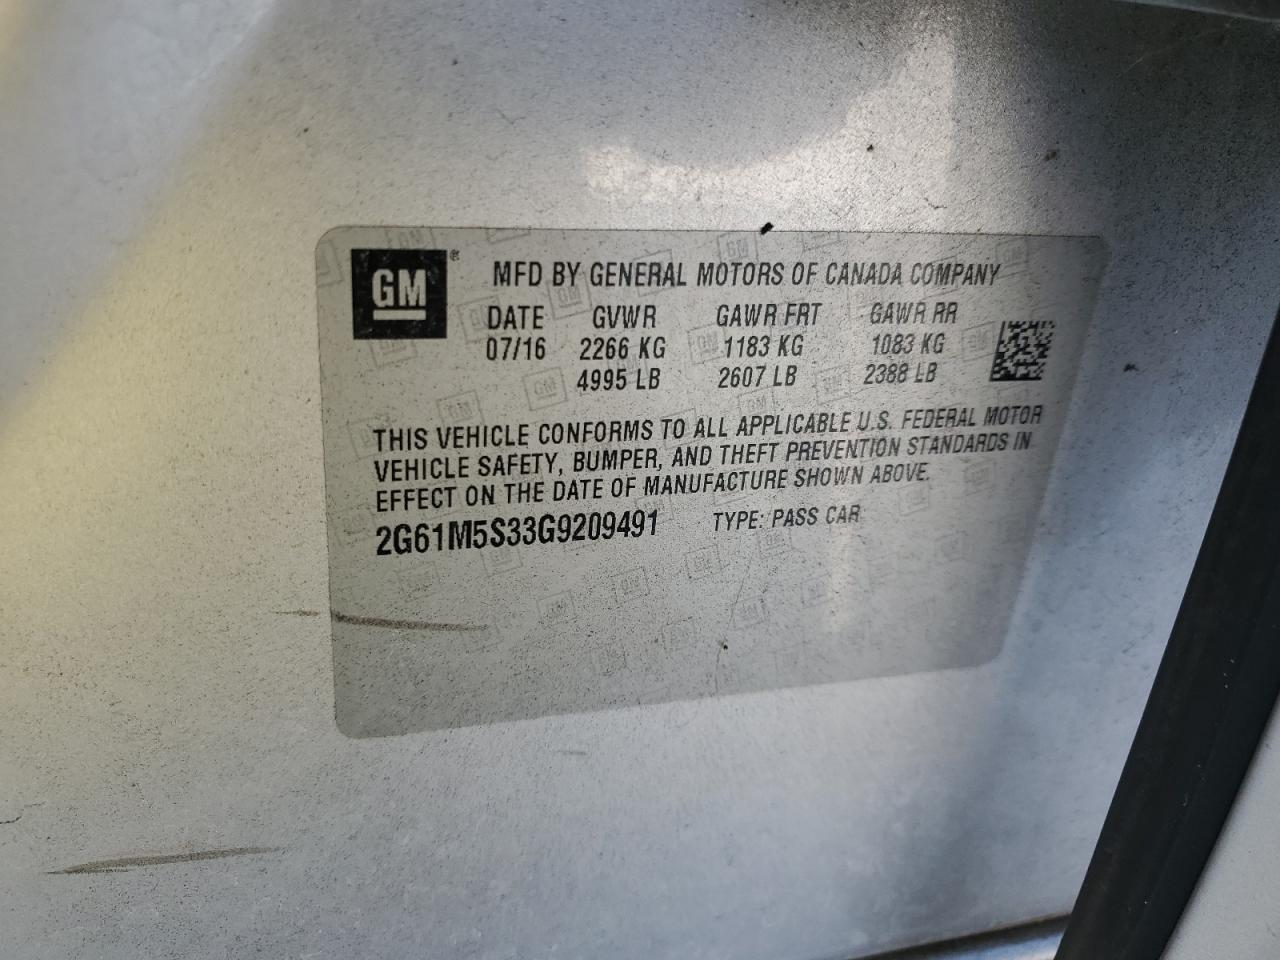 GM®
MFD BY GENERAL MOTORS OF CANADA COMPANY
DATE GVWR GAWR FRT GAWR RR
07/16 2266 KG 1183 KG 1083 KG
4995 LB 2607 LB 2388 LB
THIS VEHICLE CONFORMS TO ALL APPLICABLE U.S. FEDERAL MOTOR
VEHICLE SAFETY, BUMPER, AND THEFT PREVENTION STANDARDS IN
EFFECT ON THE DATE OF MANUFACTURE SHOWN ABOVE.
2G61M5S33G9209491 TYPE: PASS CAR